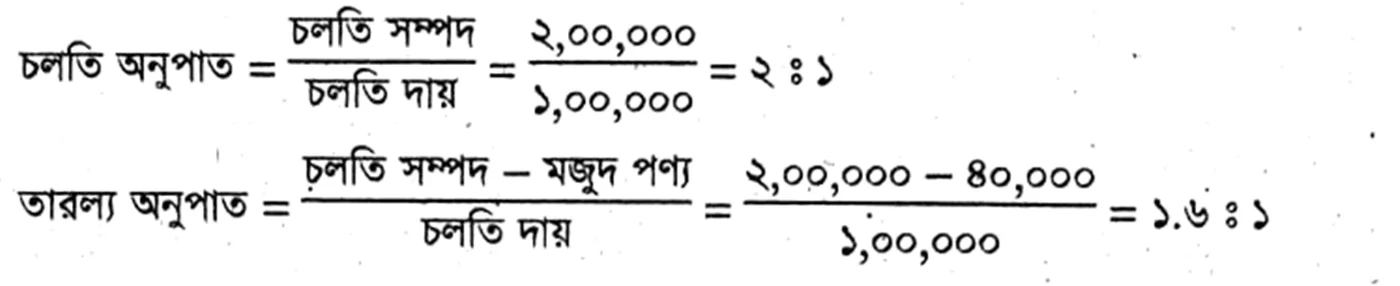 চলতি অনুপাত = চলতি সম্পদ / চলতি দায় = ২,০০,০০০ / ১,০০,০০০ = ২ ঃ ১
তারল্য অনুপাত = চলতি সম্পদ – মজুদ পণ্য / চলতি দায় = ২,০০,০০০ – ৪০,০০০ / ১,০০,০০০ = ১.৬ ঃ ১